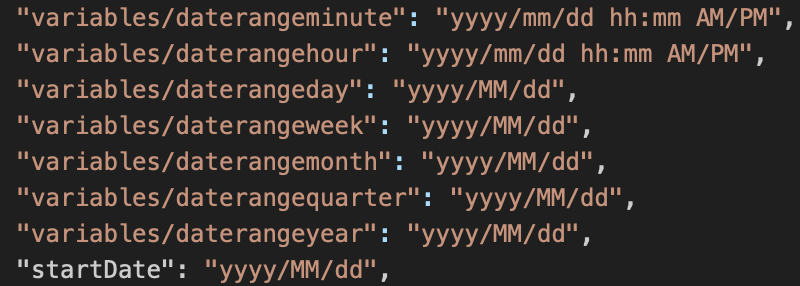 "variables/daterangeminute": "yyyy/mm/dd hh:mm AM/PM",
"variables/daterangehour": "yyyy/mm/dd hh:mm AM/PM",
"variables/daterangeday": "yyyy/MM/dd",
"variables/daterangeweek": "yyyy/MM/dd",
"variables/daterangemonth": "yyyy/MM/dd",
"variables/daterangequarter": "yyyy/MM/dd",
"variables/daterangeyear": "yyyy/MM/dd",
"startDate": "yyyy/MM/dd",